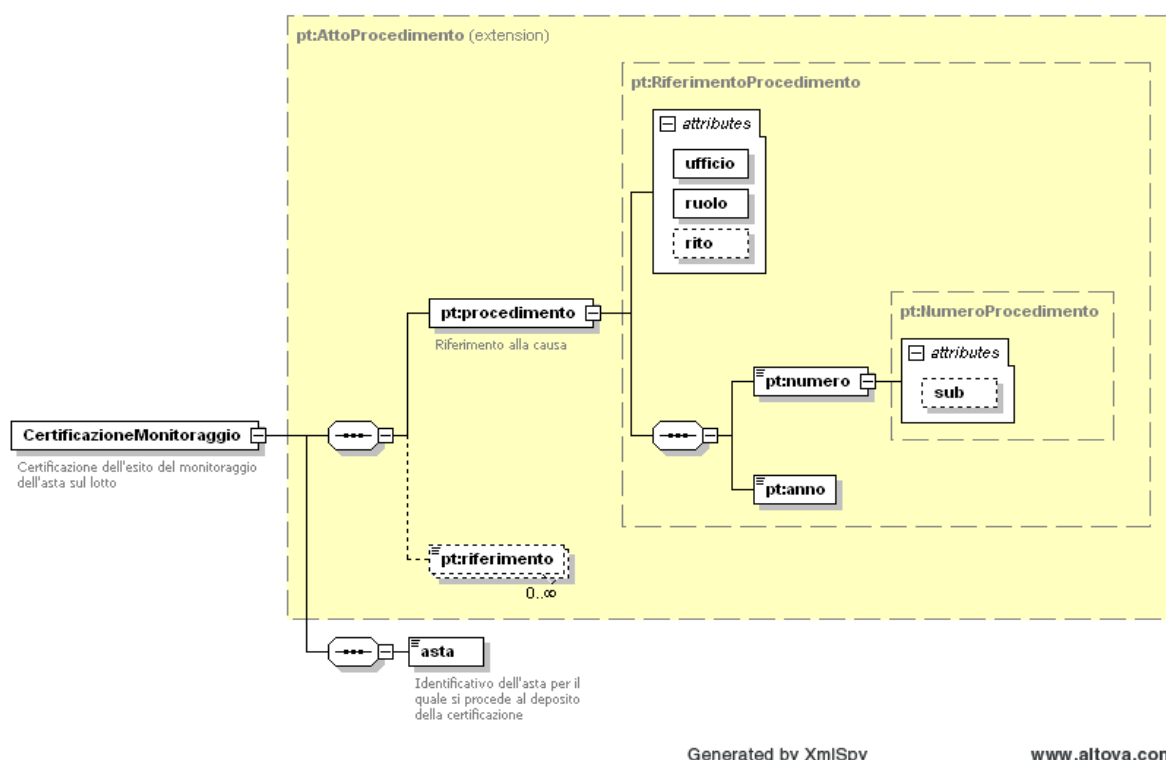 pt:AttoProcedimento (extension)
pt:RiferimentoProcedimento
attributes
ufficio
ruolo
rito
pt:procedimento
Riferimento alla causa
pt:NumeroProcedimento
attributes
sub
pt:numero
CertificazioneMonitoraggio
Certificazione dell'esito del monitoraggio
dell'asta sul lotto
pt:anno
pt:riferimento
0..∞
asta
Identificativo dell'asta per il
quale si procede al deposito
della certificazione
Generated by XmlSpy
www.altova.com